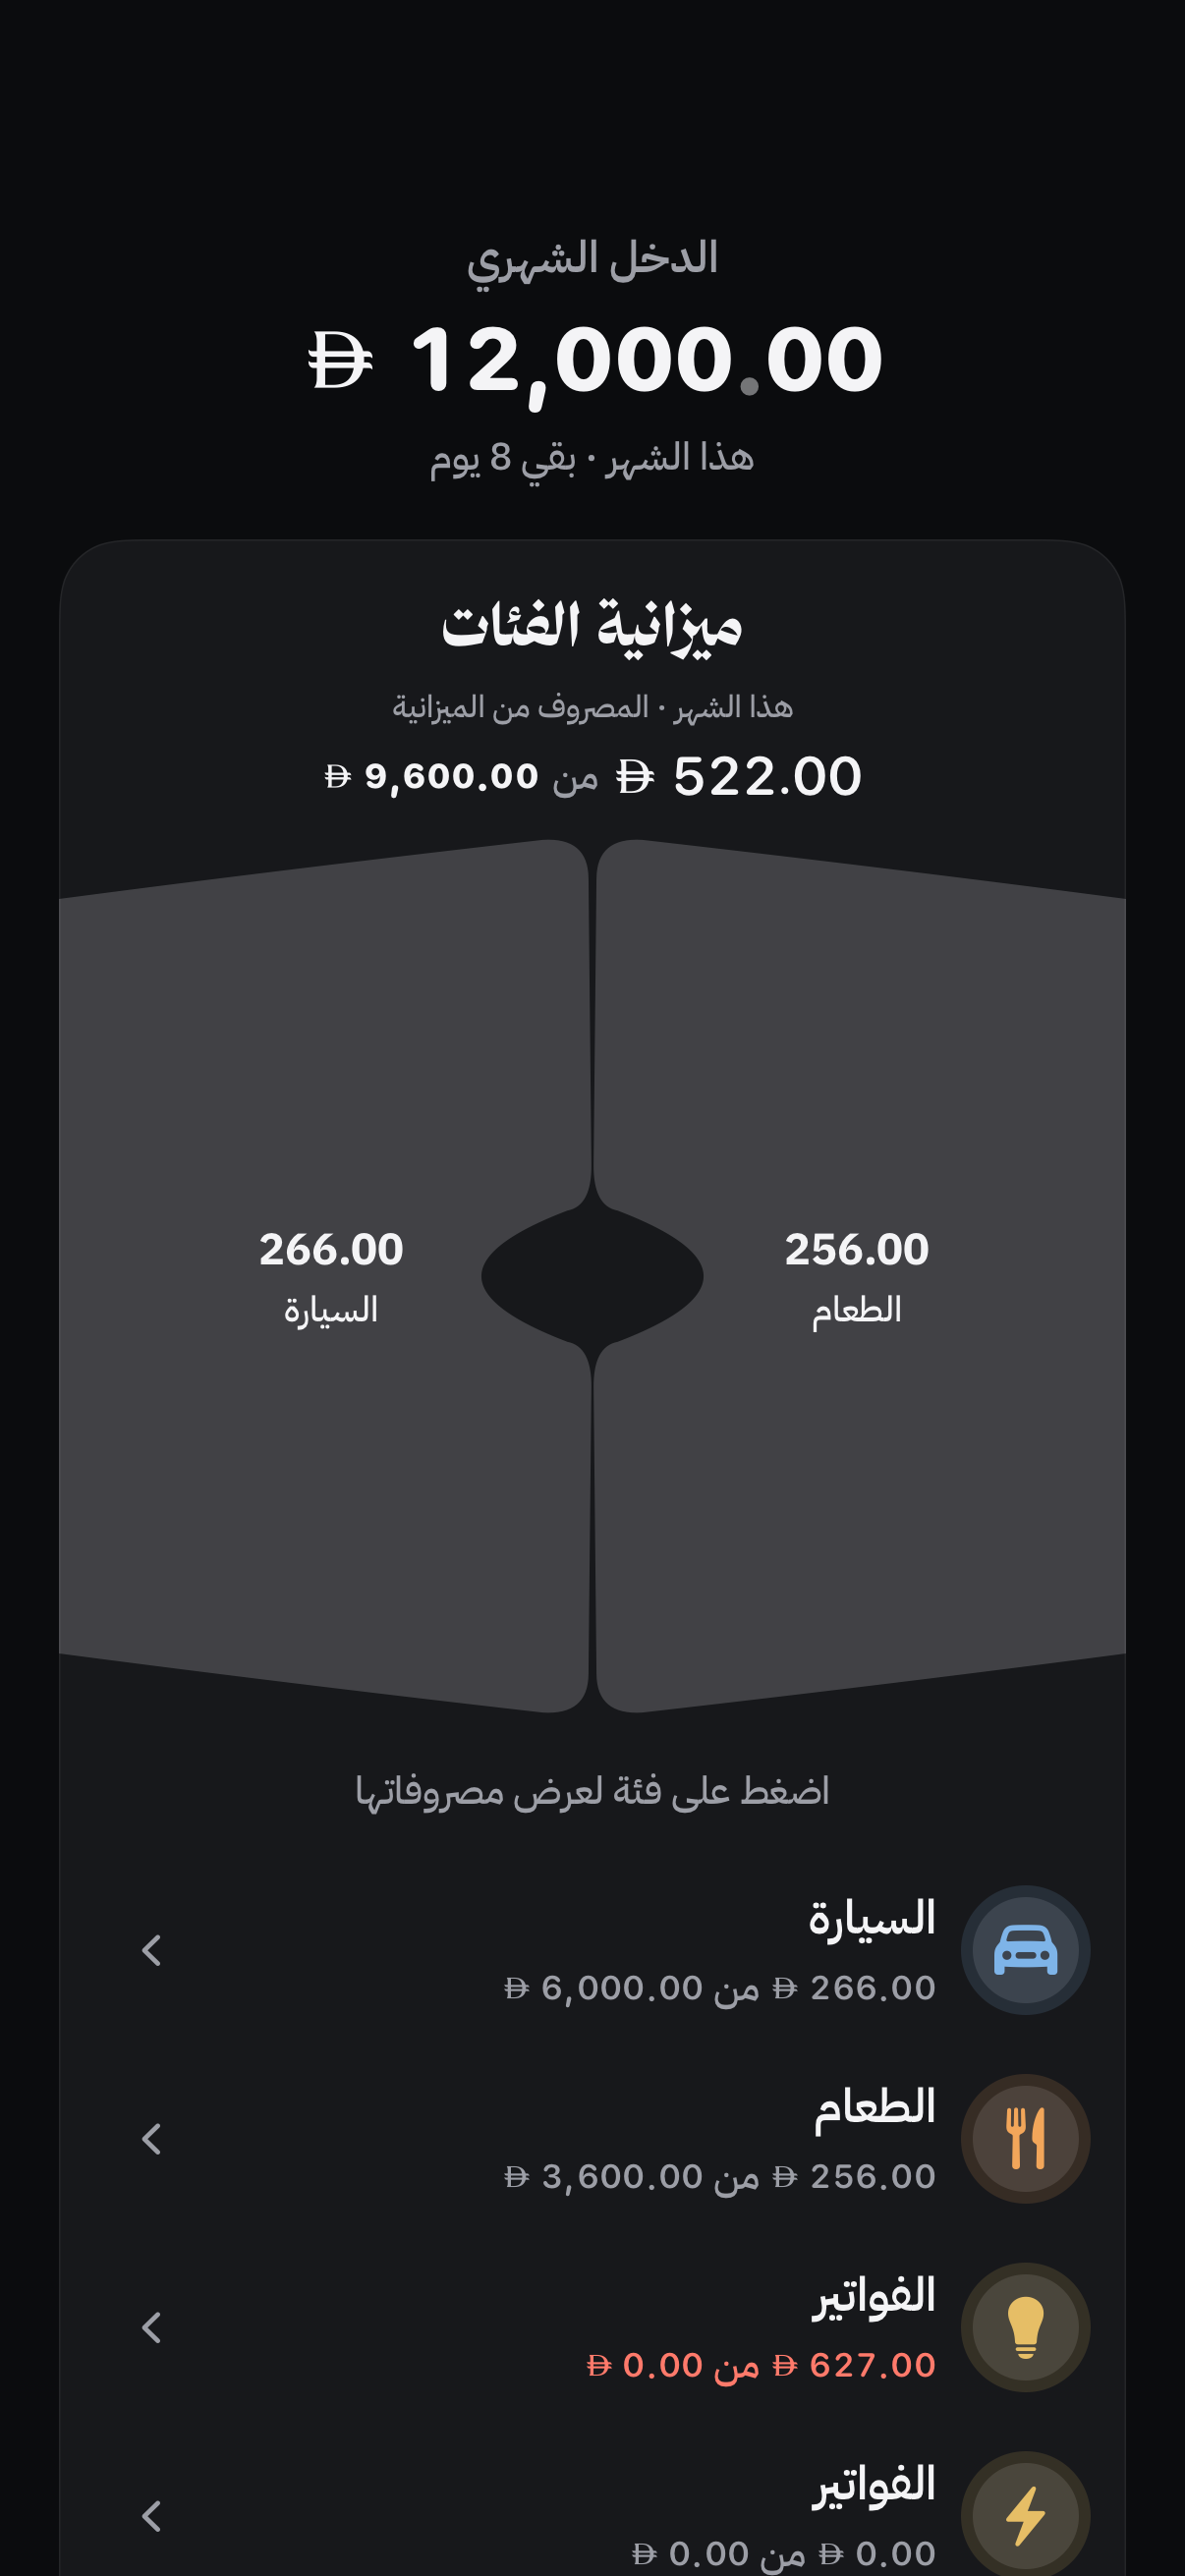 الدخل الشهري
12,000.00
هذا الشهر · بقي 8 يوم
ميزانية الفئات
هذا الشهر · المصروف من الميزانية
522.00 من 9,600.00
256.00
الطعام
266.00
السيارة
اضغط على فئة لعرض مصروفاتها
السيارة
266.00 من 6,000.00
الطعام
256.00 من 3,600.00
الفواتير
627.00 من 0.00
الفواتير
0.00 من 0.00